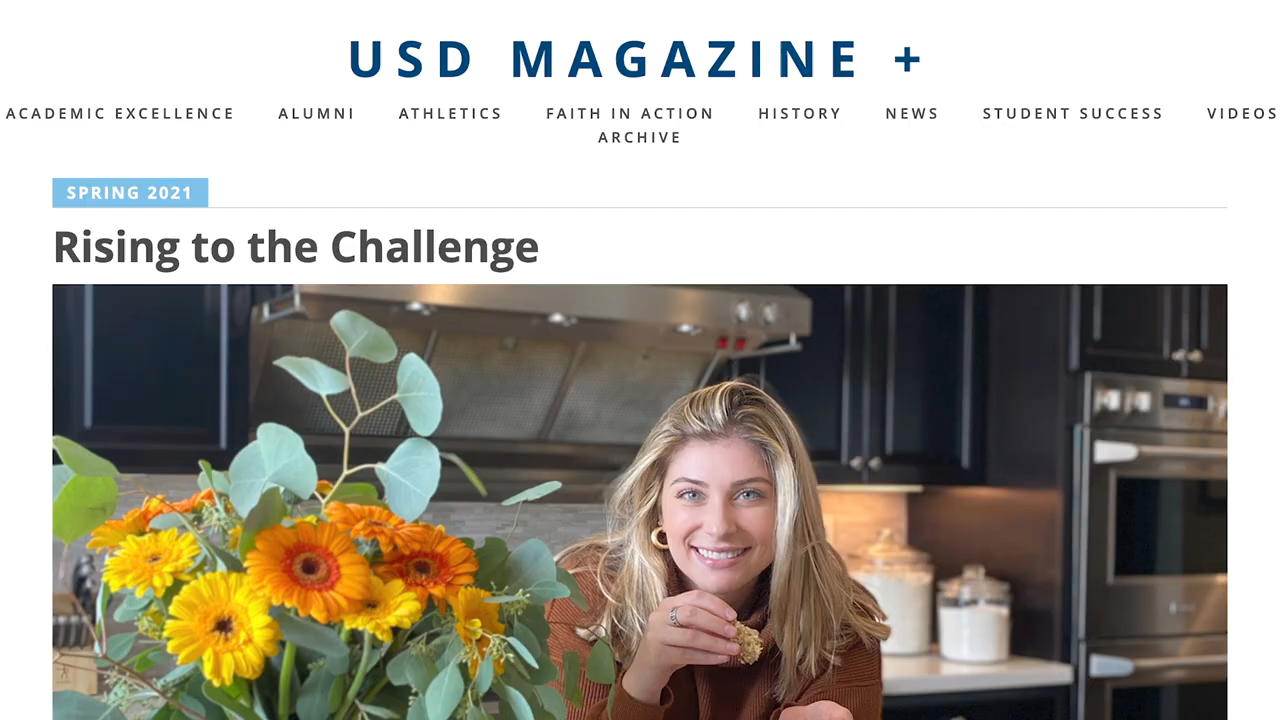 USD MAGAZINE +
ACADEMIC EXCELLENCE ALUMNI ATHLETICS FAITH IN ACTION HISTORY NEWS STUDENT SUCCESS VIDEOS
ARCHIVE
SPRING 2021
Rising to the Challenge